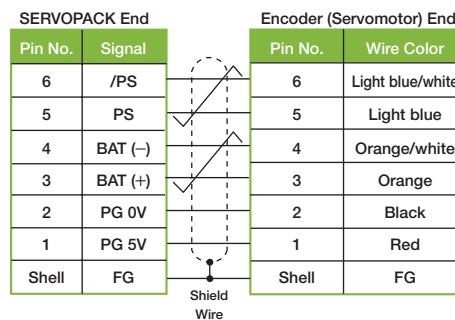 SERVOPACK End Encoder (Servomotor) End
Pin No. Signal Pin No. Wire Color
6 /PS 6 Light blue/white
5 PS 5 Light blue
4 BAT (−) 4 Orange/white
3 BAT (+) 3 Orange
2 PG 0V 2 Black
1 PG 5V 1 Red
Shell FG Shell FG
Shield
Wire